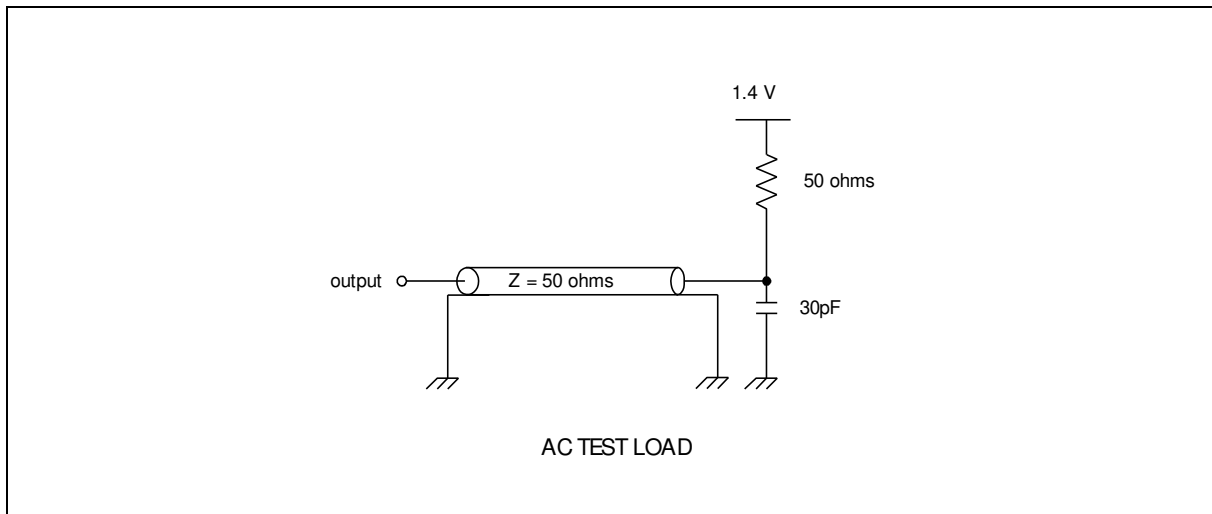 1.4 V
50 ohms
output
Z = 50 ohms
30pF
AC TEST LOAD